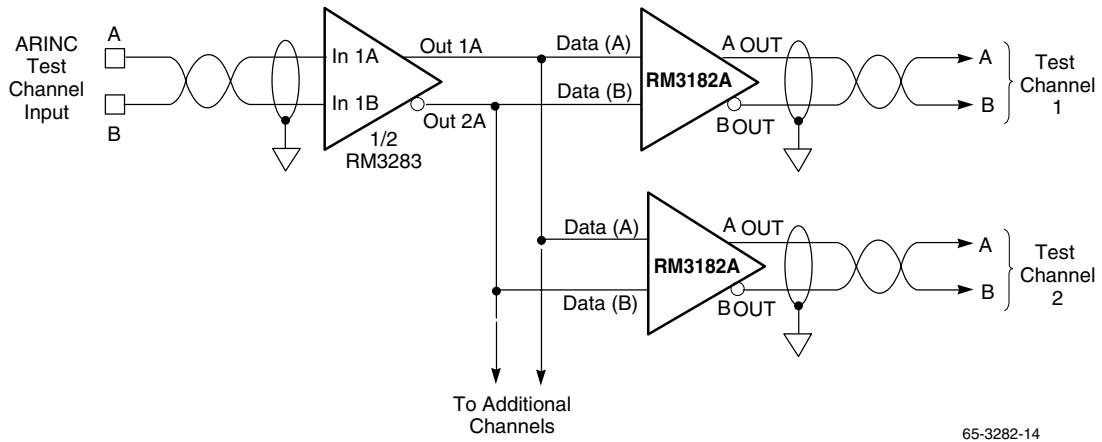 ARINC
Test
Channel
Input
A
B
In 1A
In 1B
1/2
RM3283
Out 1A
Out 2A
Data (A)
Data (B)
RM3182A
A OUT
B OUT
A
B
Test
Channel
1
Data (A)
Data (B)
RM3182A
A OUT
B OUT
A
B
Test
Channel
2
To Additional
Channels
65-3282-14